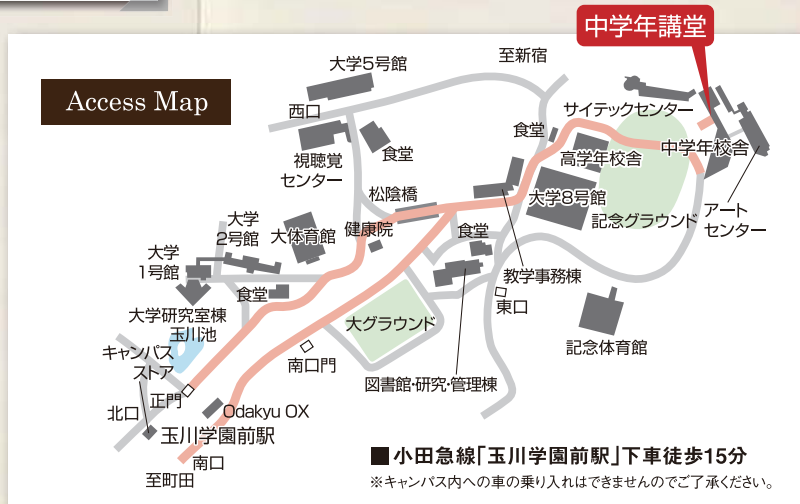 中学年講堂
Access Map
大学5号館
至新宿
西口
サイテックセンター
食堂
視聴覚
センター
食堂
高学年校舎
中学年校舎
松陰橋
大学8号館
記念グラウンド
アート
センター
大学
2号館
大体育館
健康院
食堂
大学
1号館
教学事務棟
食堂
東口
大学研究室棟
玉川池
大グラウンド
記念体育館
キャンパス
ストア
南口門
図書館・研究・管理棟
正門
北口
Odakyu OX
玉川学園前駅
南口
至町田
■小田急線「玉川学園前駅」下車徒歩15分
※キャンパス内への車の乗り入れはできませんのでご了承ください。